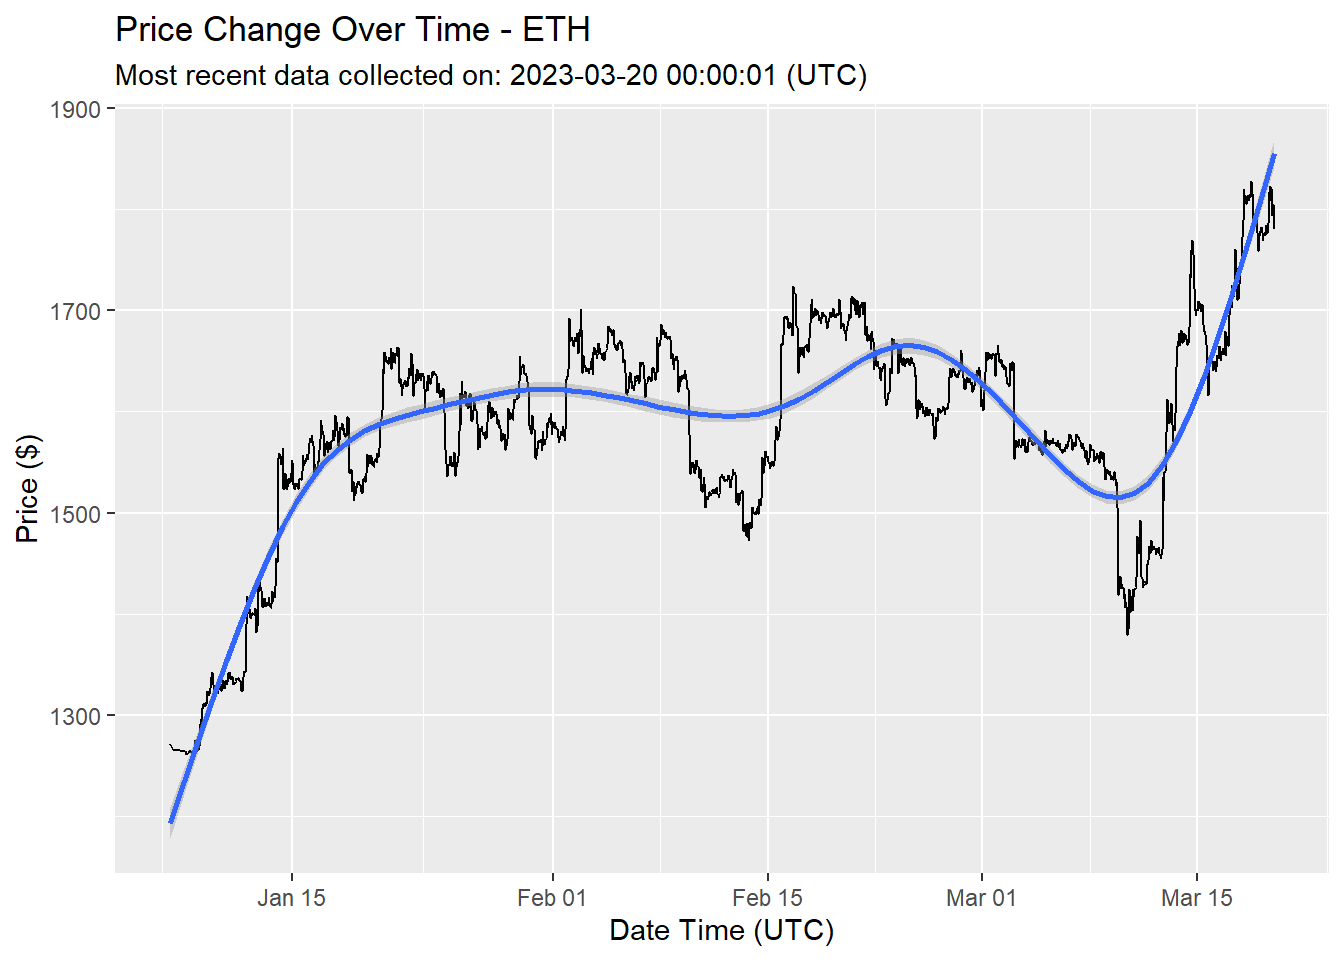 Price Change Over Time - ETH
Most recent data collected on: 2023-03-20 00:00:01 (UTC)
1900
1700
1500
1300
Price ($)
Jan 15
Feb 01
Feb 15
Mar 01
Mar 15
Date Time (UTC)